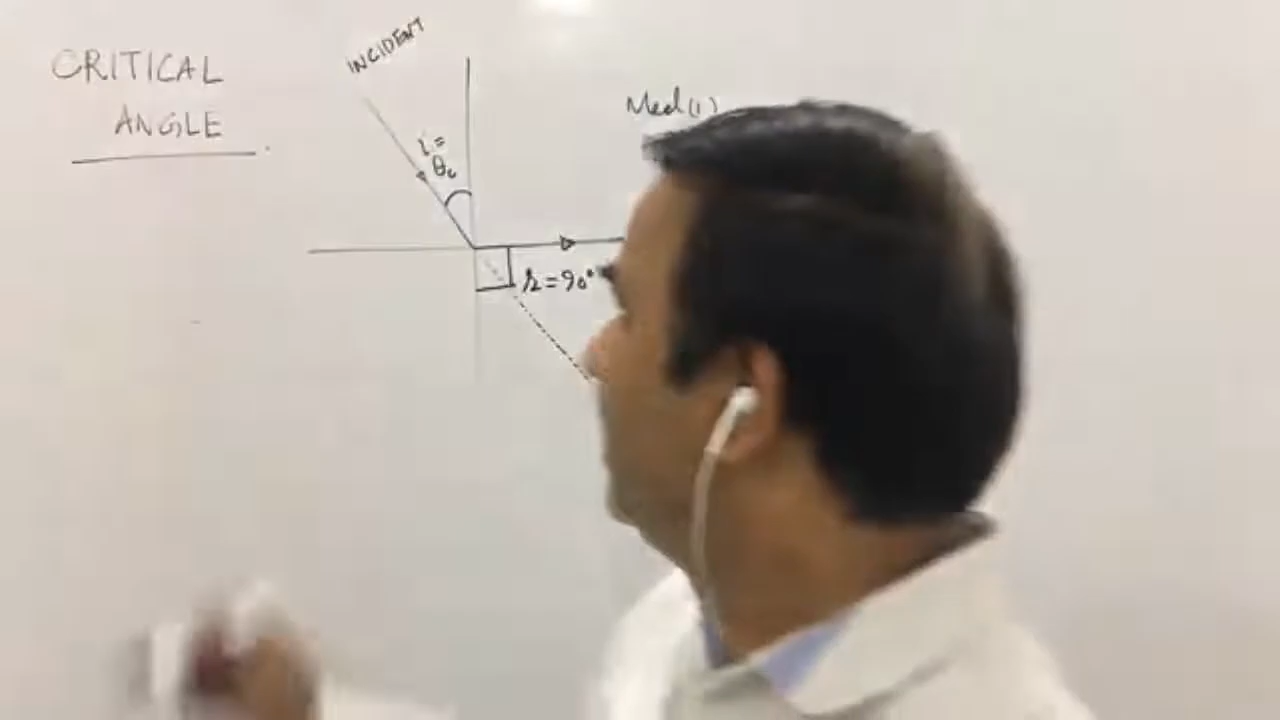 CRITICAL
ANGLE
INCIDENT
i =
θc
Med(1)
r = 90°